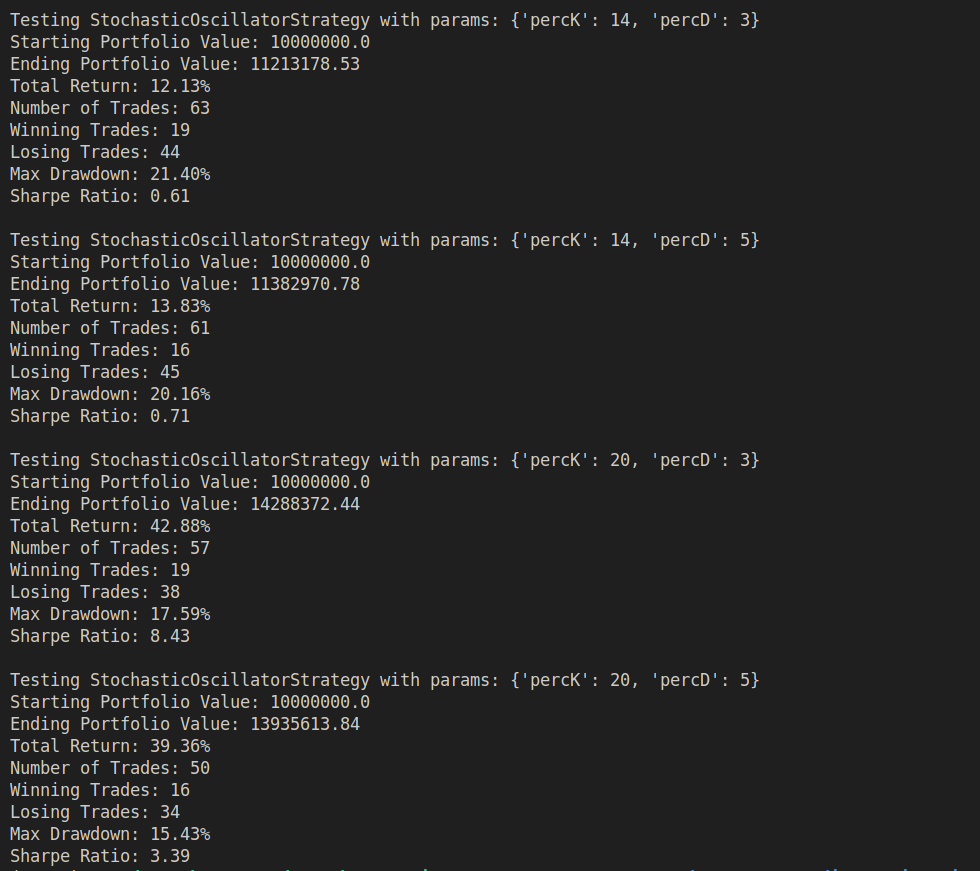 Testing StochasticOscillatorStrategy with params: {'percK': 14, 'percD': 3}
Starting Portfolio Value: 10000000.0
Ending Portfolio Value: 11213178.53
Total Return: 12.13%
Number of Trades: 63
Winning Trades: 19
Losing Trades: 44
Max Drawdown: 21.40%
Sharpe Ratio: 0.61
Testing StochasticOscillatorStrategy with params: {'percK': 14, 'percD': 5}
Starting Portfolio Value: 10000000.0
Ending Portfolio Value: 11382970.78
Total Return: 13.83%
Number of Trades: 61
Winning Trades: 16
Losing Trades: 45
Max Drawdown: 20.16%
Sharpe Ratio: 0.71
Testing StochasticOscillatorStrategy with params: {'percK': 20, 'percD': 3}
Starting Portfolio Value: 10000000.0
Ending Portfolio Value: 14288372.44
Total Return: 42.88%
Number of Trades: 57
Winning Trades: 19
Losing Trades: 38
Max Drawdown: 17.59%
Sharpe Ratio: 8.43
Testing StochasticOscillatorStrategy with params: {'percK': 20, 'percD': 5}
Starting Portfolio Value: 10000000.0
Ending Portfolio Value: 13935613.84
Total Return: 39.36%
Number of Trades: 50
Winning Trades: 16
Losing Trades: 34
Max Drawdown: 15.43%
Sharpe Ratio: 3.39